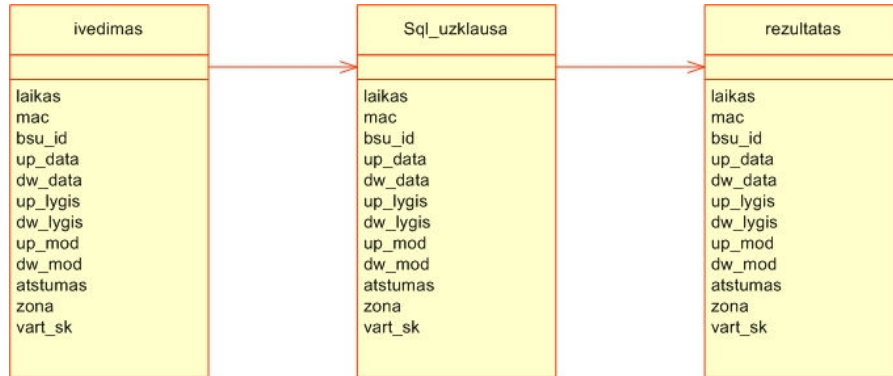 ivedimas
laikas
mac
bsu_id
up_data
dw_data
up_lygis
dw_lygis
up_mod
dw_mod
atstumas
zona
vart_sk
Sql_uzklausa
laikas
mac
bsu_id
up_data
dw_data
up_lygis
dw_lygis
up_mod
dw_mod
atstumas
zona
vart_sk
rezultatas
laikas
mac
bsu_id
up_data
dw_data
up_lygis
dw_lygis
up_mod
dw_mod
atstumas
zona
vart_sk